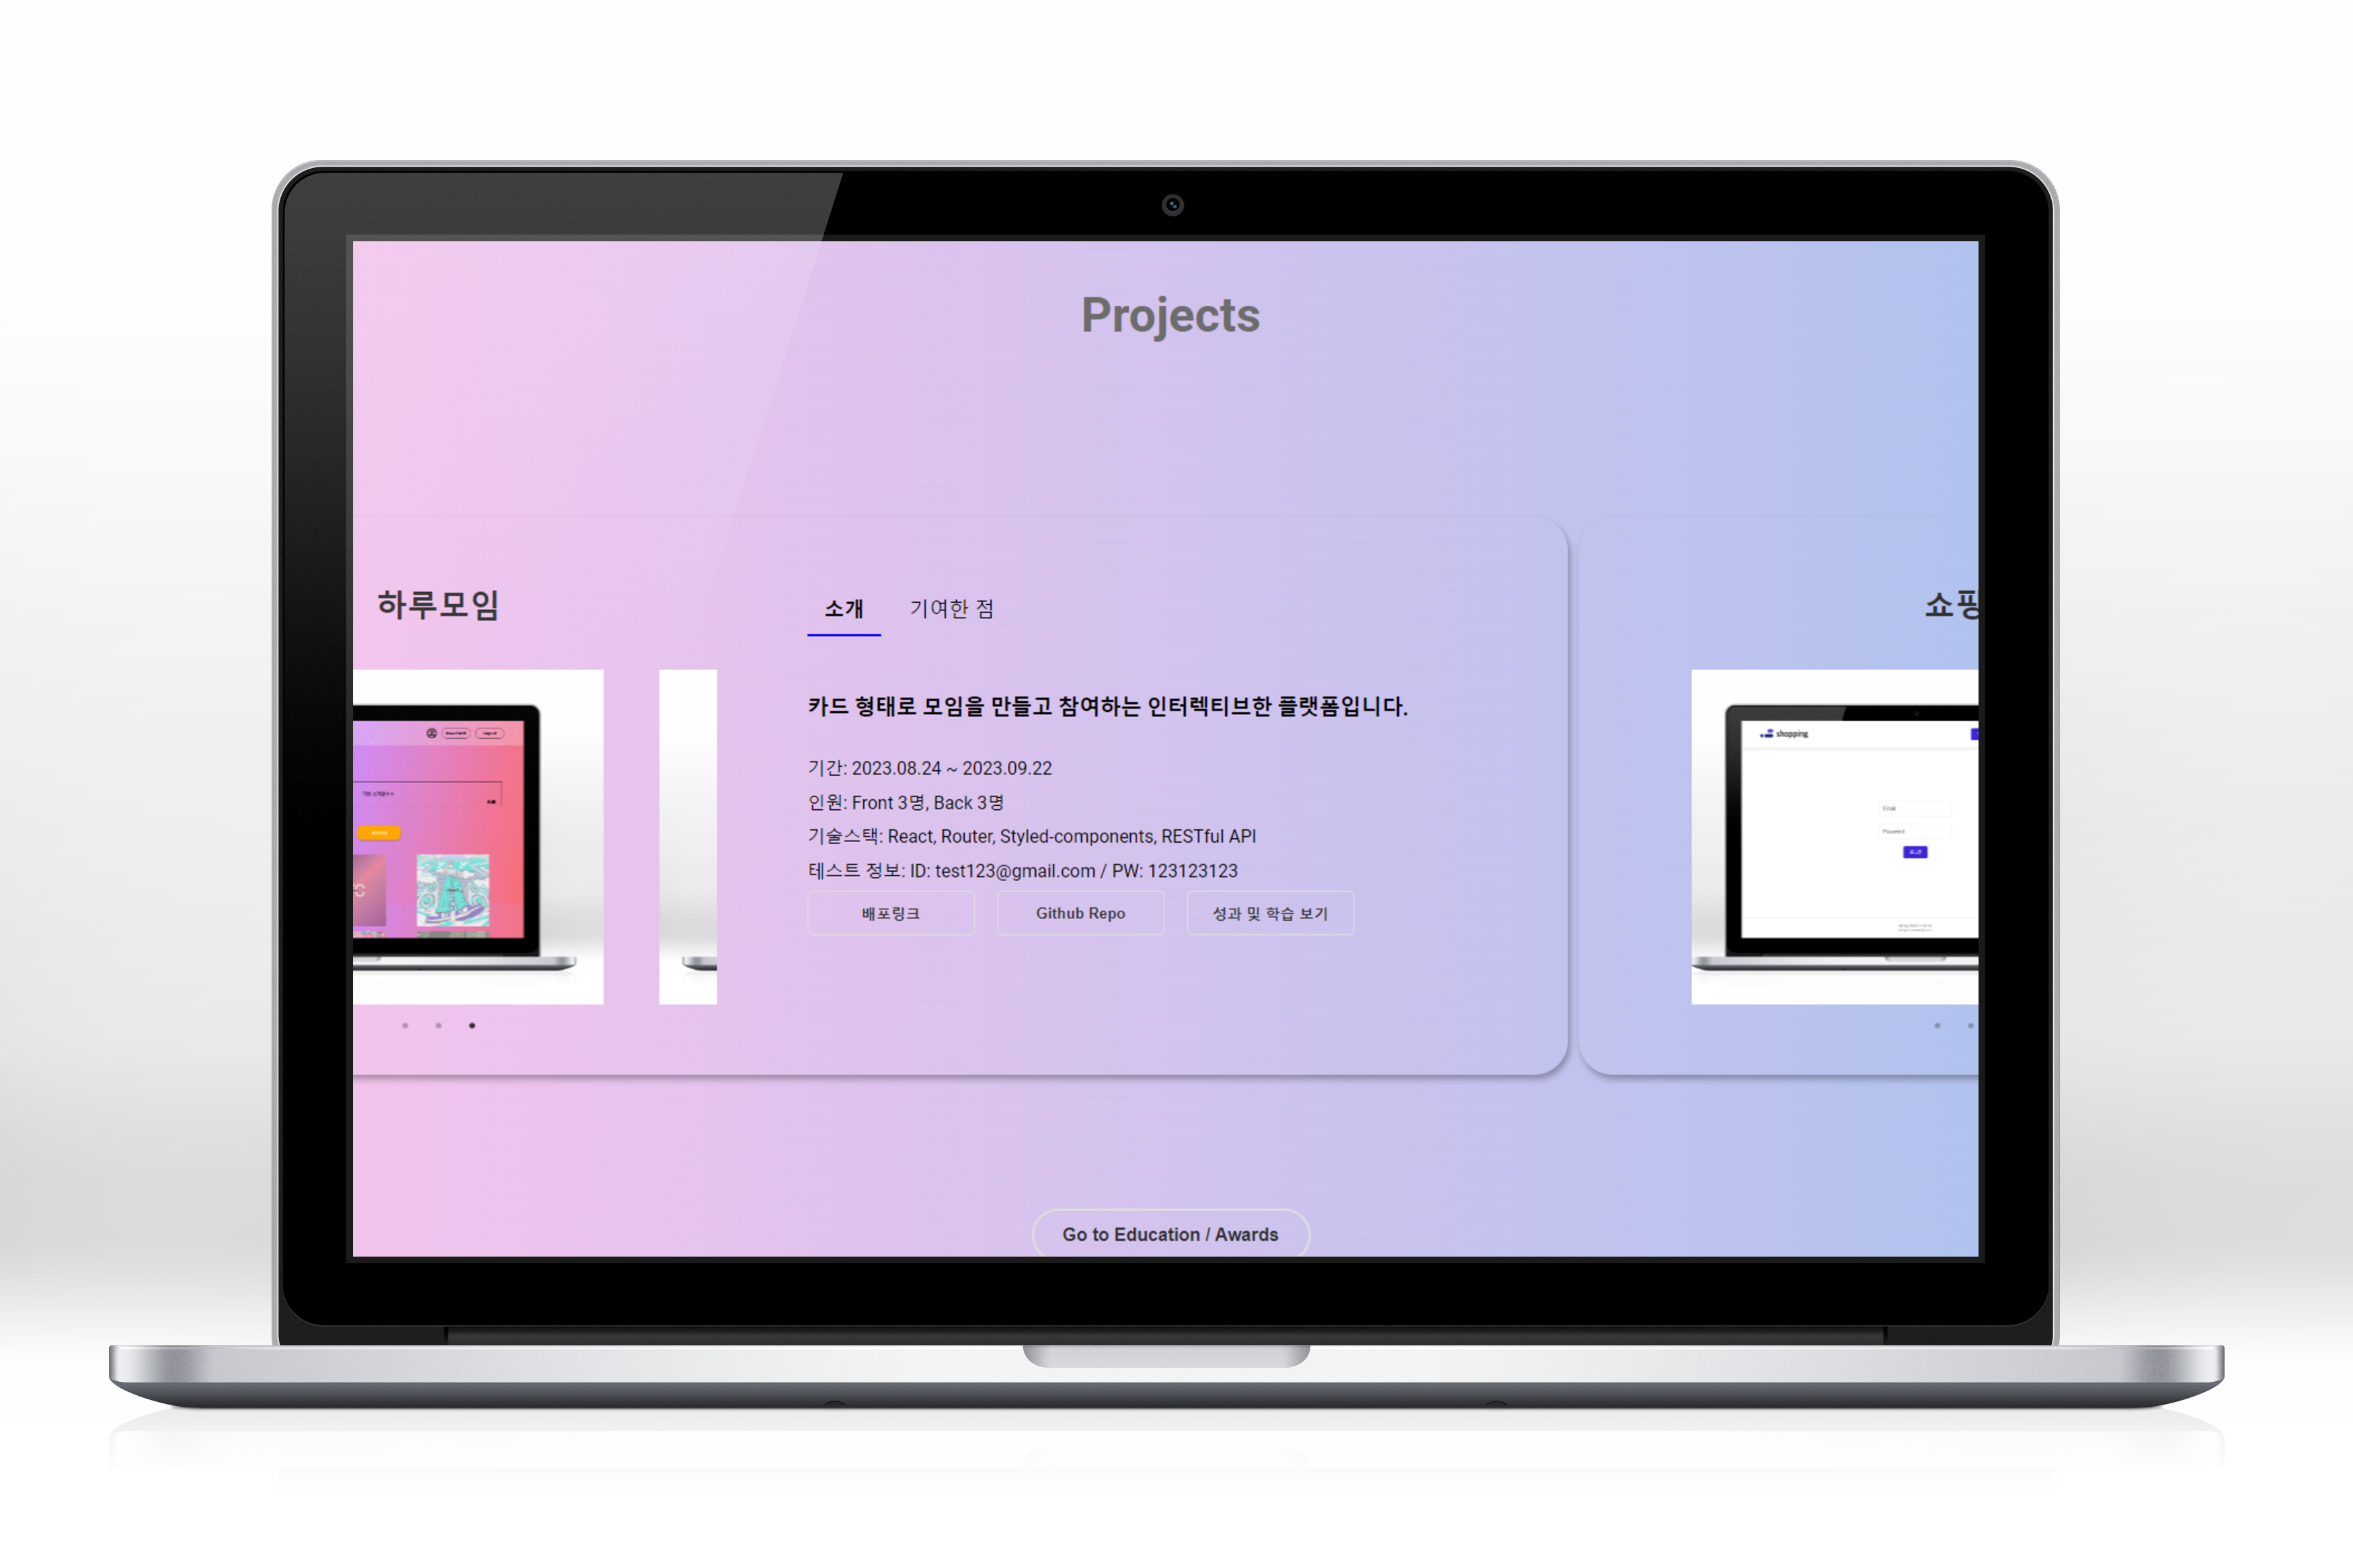 Projects
하루모임
소개
기여한 점
카드 형태로 모임을 만들고 참여하는 인터렉티브한 플랫폼입니다.
기간: 2023.08.24 ~ 2023.09.22
인원: Front 3명, Back 3명
기술스택: React, Router, Styled-components, RESTful API
테스트 정보: ID: test123@gmail.com / PW: 123123123
배포링크
Github Repo
성과 및 학습 보기
쇼핑
shopping
Email
Password
Go to Education / Awards